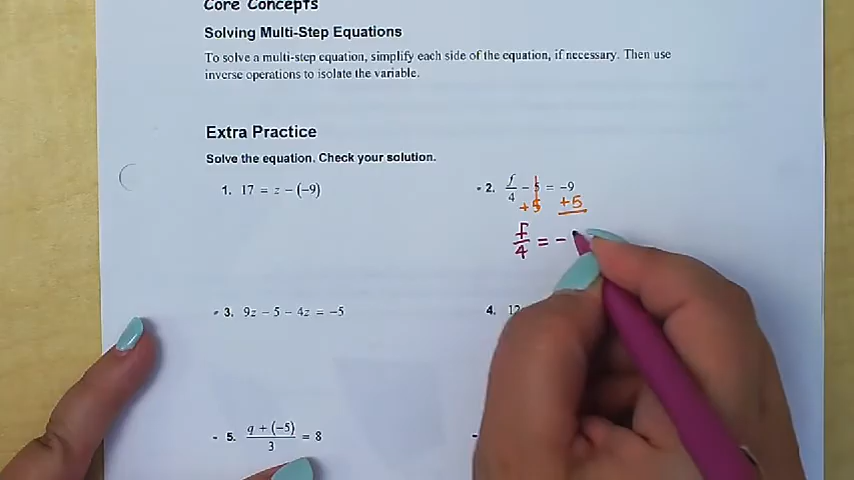 Core Concepts
Solving Multi-Step Equations
To solve a multi-step equation, simplify each side of the equation, if necessary. Then use
inverse operations to isolate the variable.
Extra Practice
Solve the equation. Check your solution.
1. 17 = z − (−9)
2. f/4 − 5 = −9
+5 +5
f/4 = −
3. 9z − 5 − 4z = −5
4. 12
5. q + (−5)/3 = 8